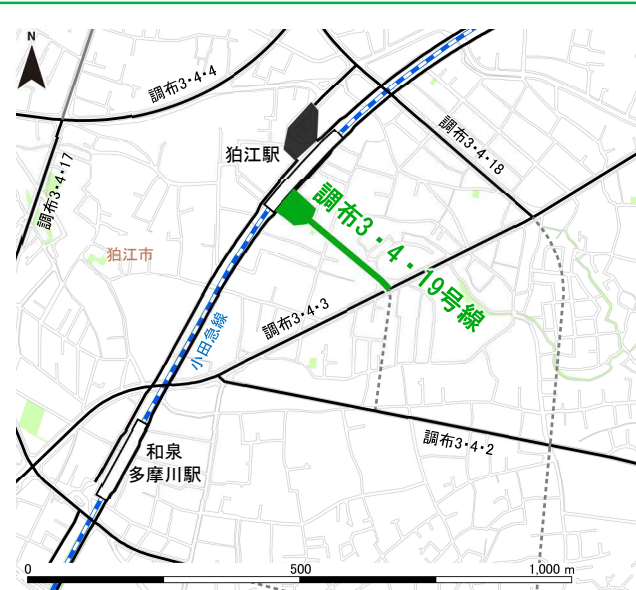 N
調布3・4・4
狛江駅
調布3・4・18
調布3・4・17
調布3・4・19号線
狛江市
調布3・4・3
小田急線
和泉
多摩川駅
調布3・4・2
0 500 1,000 m